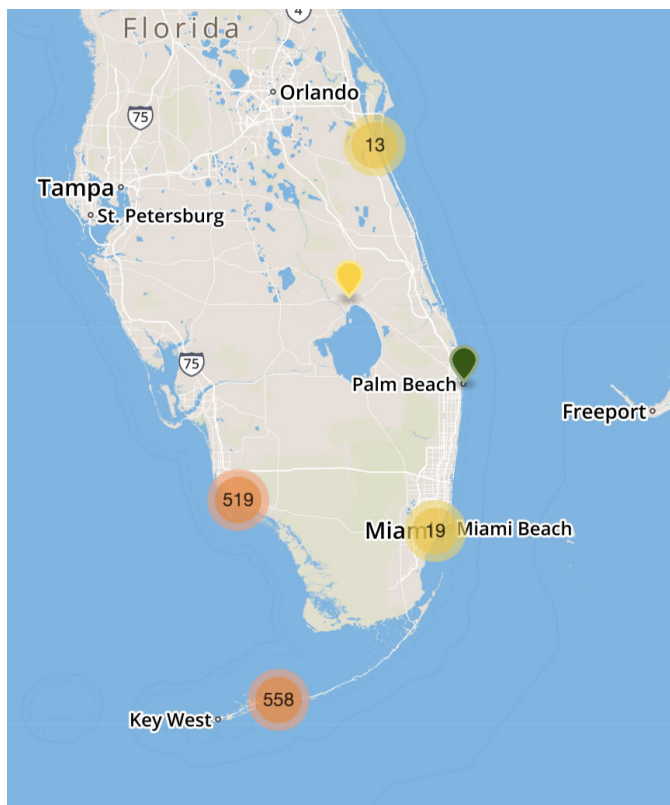 4
Florida
Orlando
75
13
Tampa
St. Petersburg
75
Palm Beach
Freeport
519
Miam
19
Miami Beach
558
Key West